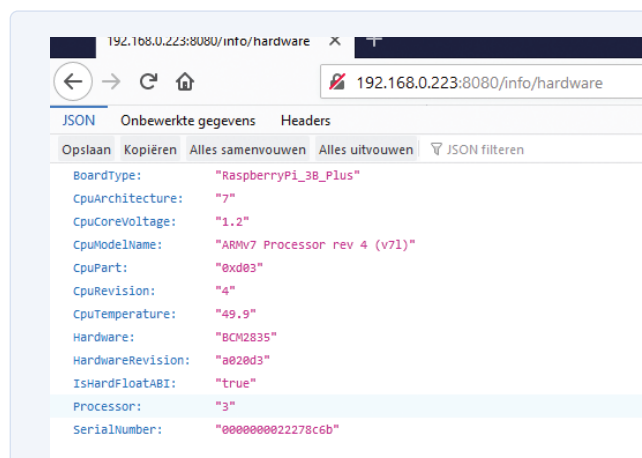 192.168.0.223:8080/info/hardware
192.168.0.223:8080/info/hardware
JSON Onbewerkte gegevens Headers
Opslaan Kopiëren Alles samenvouwen Alles uitvouwen JSON filteren
BoardType: "RaspberryPi_3B_Plus"
CpuArchitecture: "7"
CpuCoreVoltage: "1.2"
CpuModelName: "ARMv7 Processor rev 4 (v7l)"
CpuPart: "0xd03"
CpuRevision: "4"
CpuTemperature: "49.9"
Hardware: "BCM2835"
HardwareRevision: "a020d3"
IsHardFloatABI: "true"
Processor: "3"
SerialNumber: "0000000022278c6b"